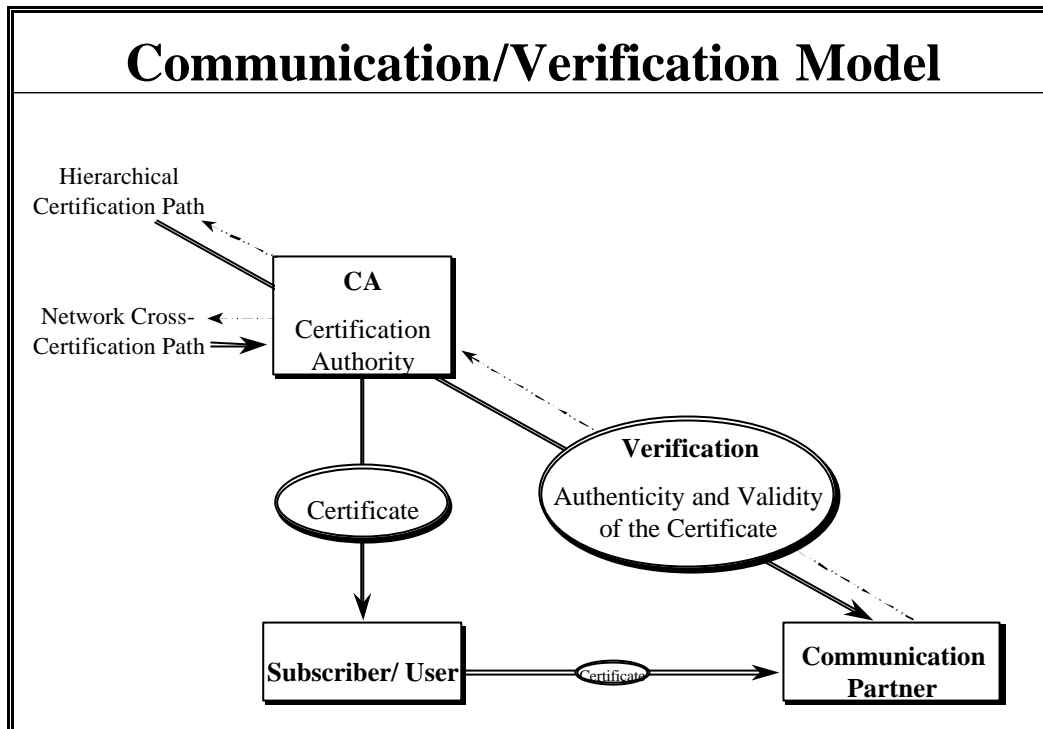 Communication/Verification Model
Hierarchical
Certification Path
CA
Certification
Authority
Network Cross-
Certification Path
Verification
Authenticity and Validity
of the Certificate
Certificate
Subscriber/ User
Certificate
Communication
Partner